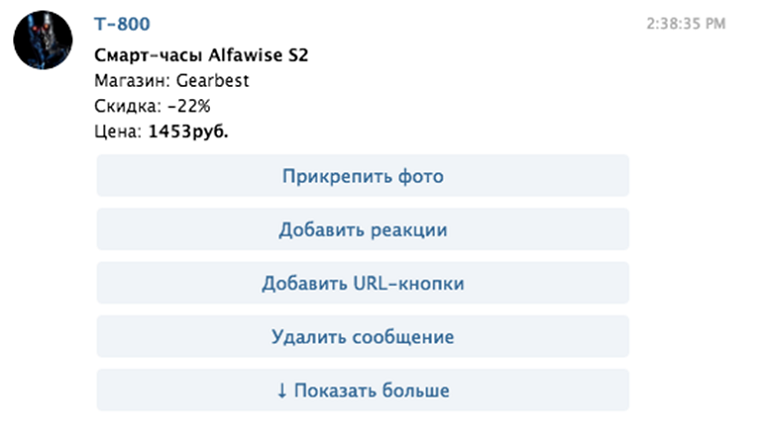 T-800 2:38:35 PM
Смарт-часы Alfawise S2
Магазин: Gearbest
Скидка: -22%
Цена: 1453руб.
Прикрепить фото
Добавить реакции
Добавить URL-кнопки
Удалить сообщение
↓ Показать больше